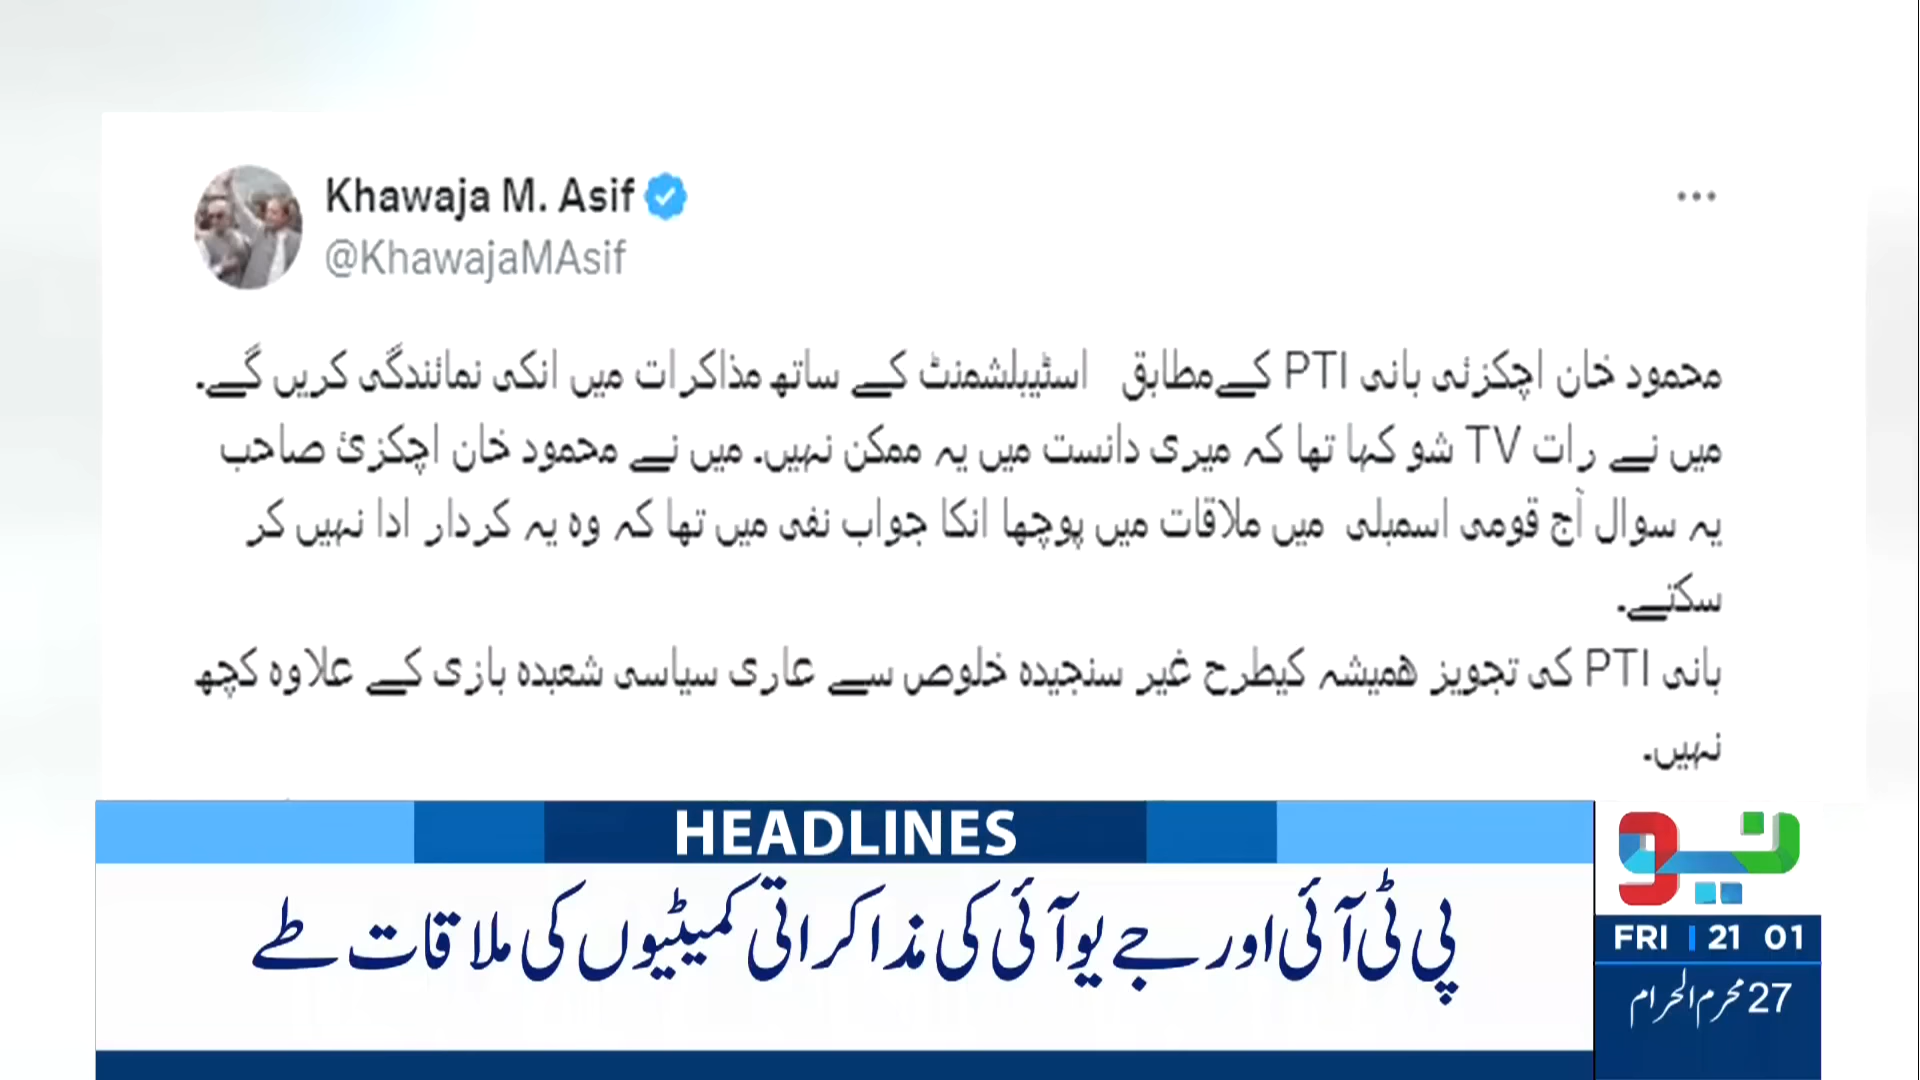 Khawaja M. Asif
@KhawajaMAsif
محمود خان اچکزئی بانی PTI کےمطابق اسٹیبلشمنٹ کے ساتھ مذاکرات میں انکی نمائندگی کریں گے۔
میں نے رات TV شو کہا تھا کہ میری دانست میں یہ ممکن نہیں۔ میں نے محمود خان اچکزئ صاحب
یہ سوال آج قومی اسمبلی میں ملاقات میں پوچھا انکا جواب نفی میں تھا کہ وہ یہ کردار ادا نہیں کر
سکتے۔
بانی PTI کی تجویز ھمیشہ کیطرح غیر سنجیدہ خلوص سے عاری سیاسی شعبدہ بازی کے علاوہ کچھ
نہیں۔
HEADLINES
پی ٹی آئی اور جے یو آئی کی مذاکراتی کمیٹیوں کی ملاقات طے
نیو
FRI 21 01
27 محرم الحرام